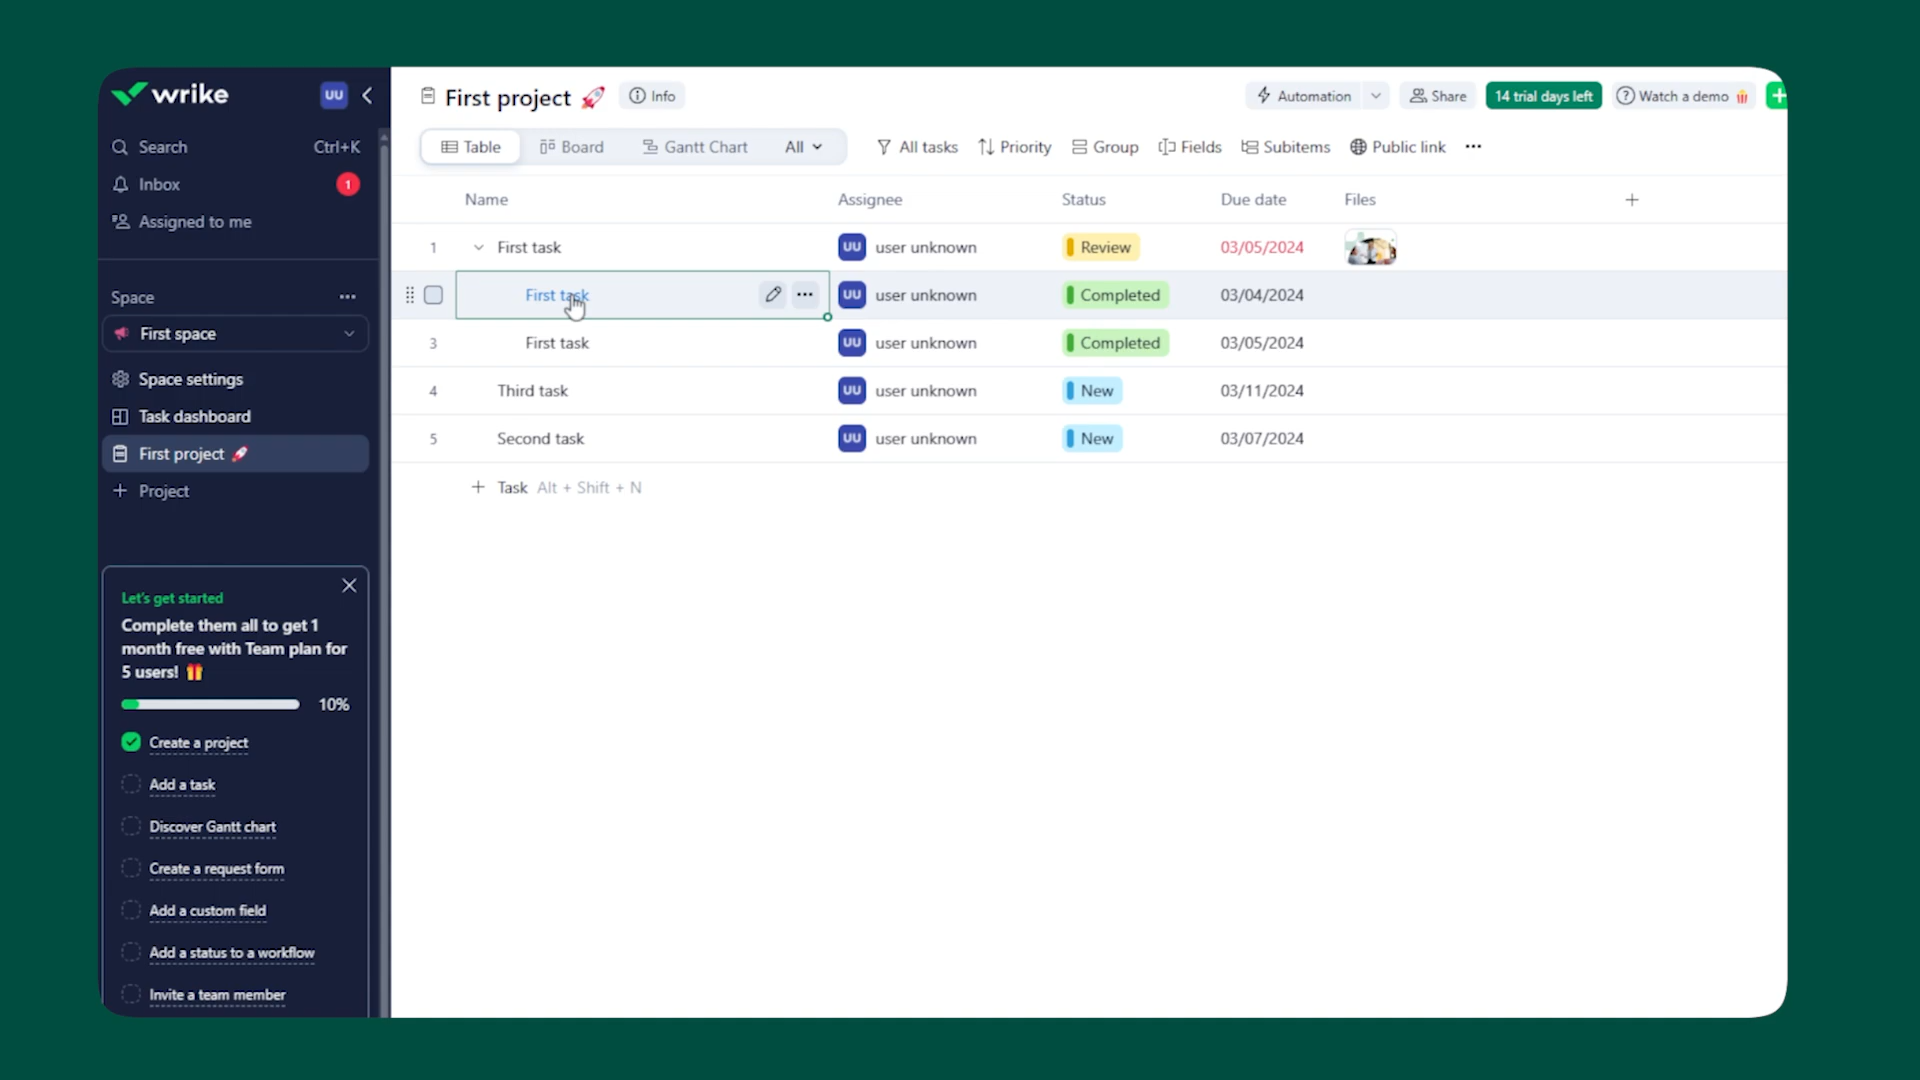 wrike
UU
Search Ctrl+K
Inbox 1
Assigned to me
Space
First space
Space settings
Task dashboard
First project 🚀
Project
Let's get started
Complete them all to get 1
month free with Team plan for
5 users! 🎁
10%
Create a project
Add a task
Discover Gantt chart
Create a request form
Add a custom field
Add a status to a workflow
Invite a team member
First project 🚀 Info
Automation Share 14 trial days left Watch a demo 🍿
Table Board Gantt Chart All All tasks Priority Group Fields Subitems Public link
Name Assignee Status Due date Files
1 First task UU user unknown Review 03/05/2024
First task UU user unknown Completed 03/04/2024
3 First task UU user unknown Completed 03/05/2024
4 Third task UU user unknown New 03/11/2024
5 Second task UU user unknown New 03/07/2024
Task Alt + Shift + N